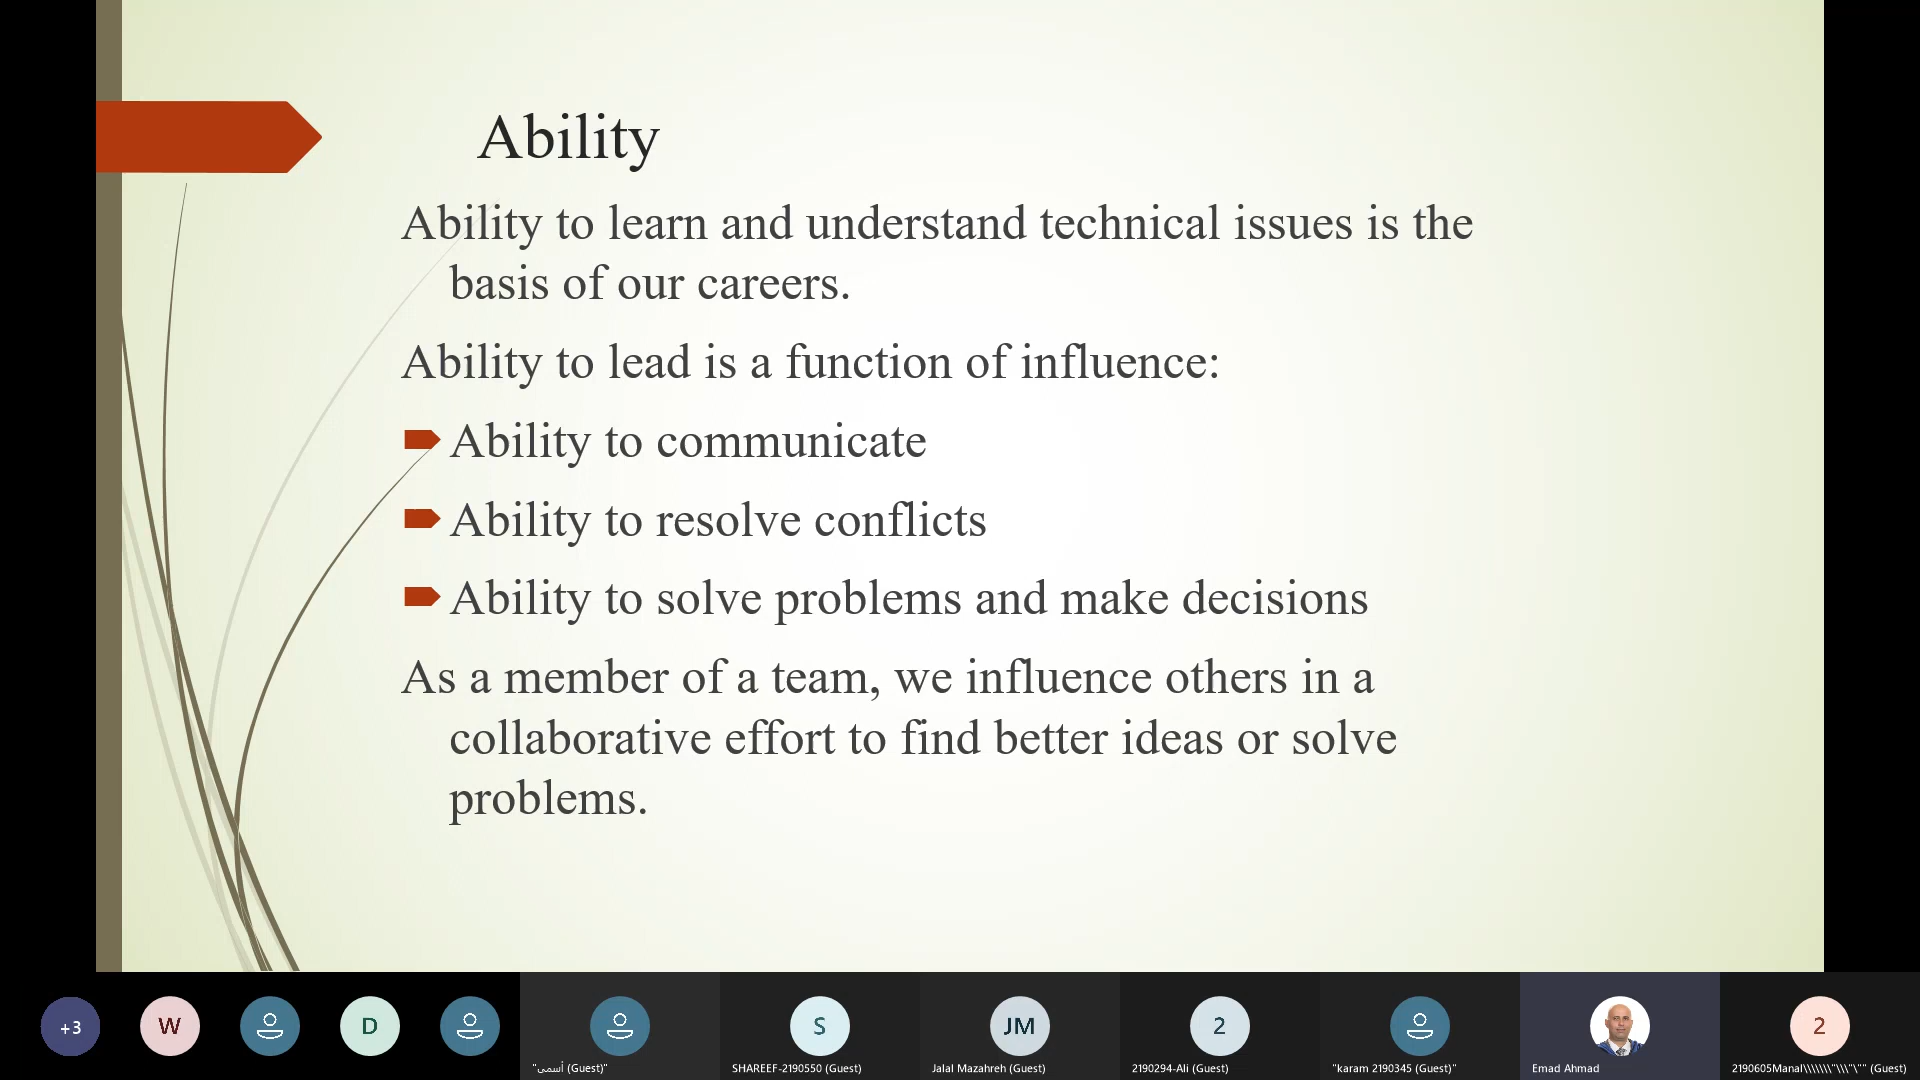 Ability
Ability to learn and understand technical issues is the
basis of our careers.
Ability to lead is a function of influence:
Ability to communicate
Ability to resolve conflicts
Ability to solve problems and make decisions
As a member of a team, we influence others in a
collaborative effort to find better ideas or solve
problems.
+3
W
D
S
JM
2
2
"أسمى (Guest)"
SHAREEF-2190550 (Guest)
Jalal Mazahreh (Guest)
2190294-Ali (Guest)
"karam 2190345 (Guest)"
Emad Ahmad
2190605Manal\\\\\\\"\\\"\"" (Guest)